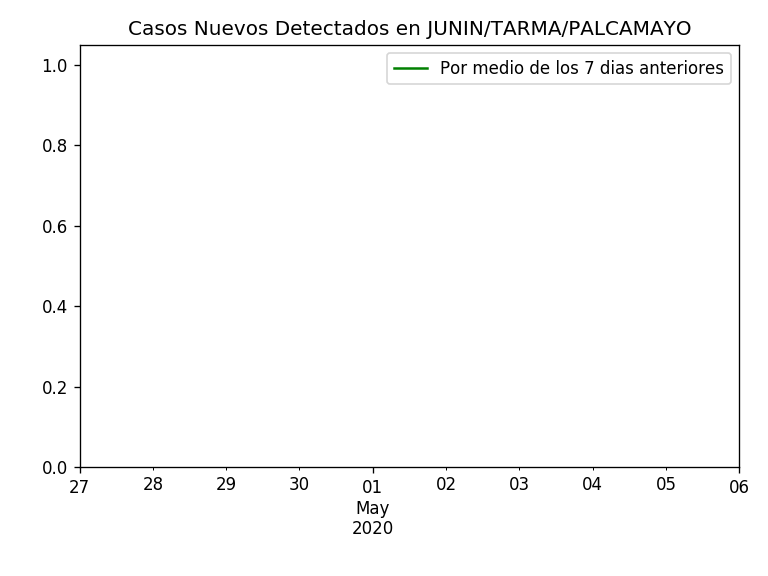 Casos Nuevos Detectados en JUNIN/TARMA/PALCAMAYO
Por medio de los 7 dias anteriores
1.0
0.8
0.6
0.4
0.2
0.0
27 28 29 30 01 02 03 04 05 06
May
2020